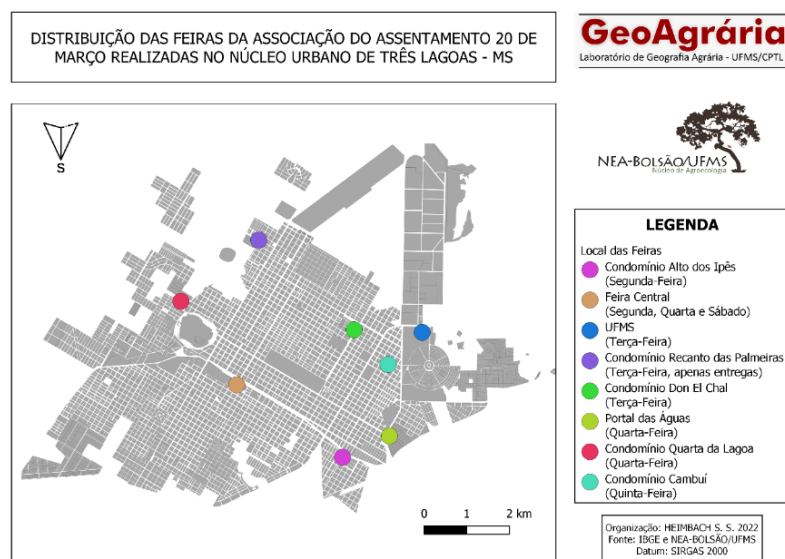 DISTRIBUIÇÃO DAS FEIRAS DA ASSOCIAÇÃO DO ASSENTAMENTO 20 DE
MARÇO REALIZADAS NO NÚCLEO URBANO DE TRÊS LAGOAS - MS
GeoAgrária
Laboratório de Geografia Agrária - UFMS/CPTL
NEA-BOLSÃO/UFMS
Núcleo de Agroecologia
S
LEGENDA
Local das Feiras
Condomínio Alto dos Ipês
(Segunda-Feira)
Feira Central
(Segunda, Quarta e Sábado)
UFMS
(Terça-Feira)
Condomínio Recanto das Palmeiras
(Terça-Feira, apenas entregas)
Condomínio Don El Chal
(Terça-Feira)
Portal das Águas
(Quarta-Feira)
Condomínio Quarta da Lagoa
(Quarta-Feira)
Condomínio Cambuí
(Quinta-Feira)
0 1 2 km
Organização: HEIMBACH S. S. 2022
Fonte: IBGE e NEA-BOLSÃO/UFMS
Datum: SIRGAS 2000